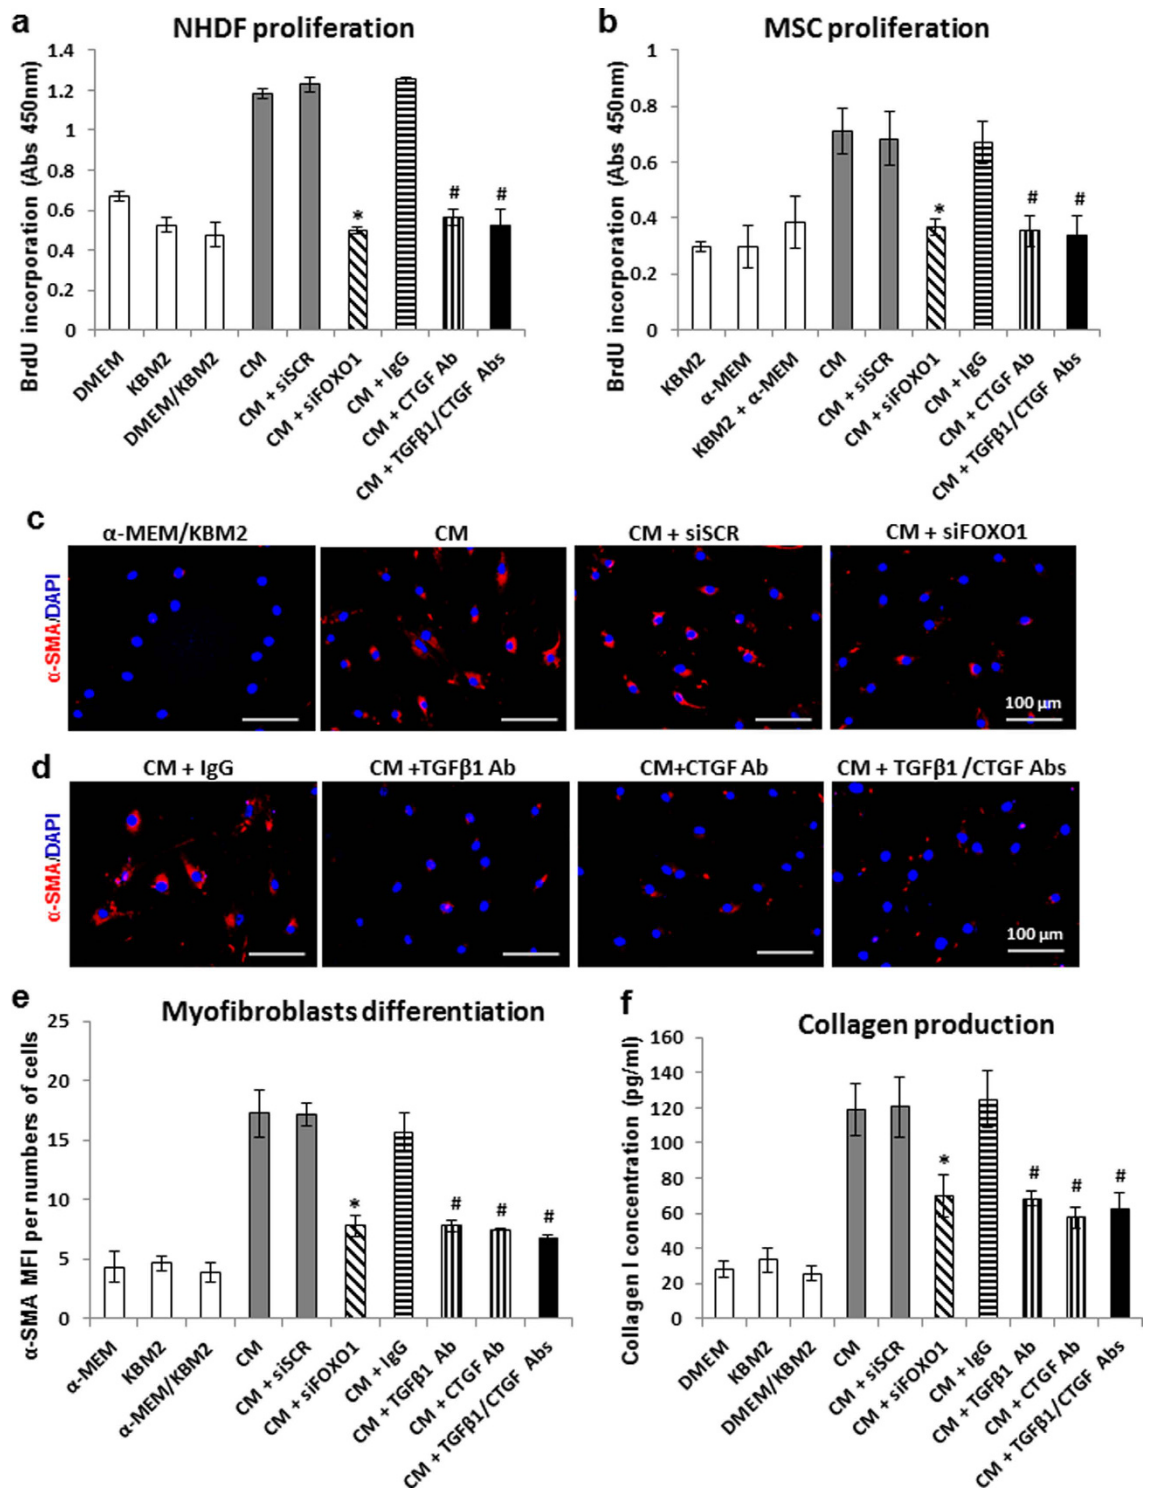 a
NHDF proliferation
BrdU incorporation (Abs 450nm)
1.4
1.2
1
0.8
0.6
0.4
0.2
0
*
#
#
DMEM
KBM2
DMEM/KBM2
CM
CM + siSCR
CM + siFOXO1
CM + IgG
CM + CTGF Ab
CM + TGFβ1/CTGF Abs
b
MSC proliferation
BrdU incorporation (Abs 450nm)
1
0.8
0.6
0.4
0.2
0
*
#
#
KBM2
α-MEM
KBM2 + α-MEM
CM
CM + siSCR
CM + siFOXO1
CM + IgG
CM + CTGF Ab
CM + TGFβ1/CTGF Abs
c
α-MEM/KBM2
CM
CM + siSCR
CM + siFOXO1
α-SMA/DAPI
100 µm
d
CM + IgG
CM +TGFβ1 Ab
CM+CTGF Ab
CM + TGFβ1 /CTGF Abs
α-SMA/DAPI
100 µm
e
Myofibroblasts differentiation
α-SMA MFI per numbers of cells
25
20
15
10
5
0
*
#
#
#
α-MEM
KBM2
α-MEM/KBM2
CM
CM + siSCR
CM + siFOXO1
CM + IgG
CM + TGFβ1 Ab
CM + CTGF Ab
CM + TGFβ1/CTGF Abs
f
Collagen production
Collagen I concentration (pg/ml)
160
140
120
100
80
60
40
20
0
*
#
#
#
DMEM
KBM2
DMEM/KBM2
CM
CM + siSCR
CM + siFOXO1
CM + IgG
CM + TGFβ1 Ab
CM + CTGF Ab
CM + TGFβ1/CTGF Abs